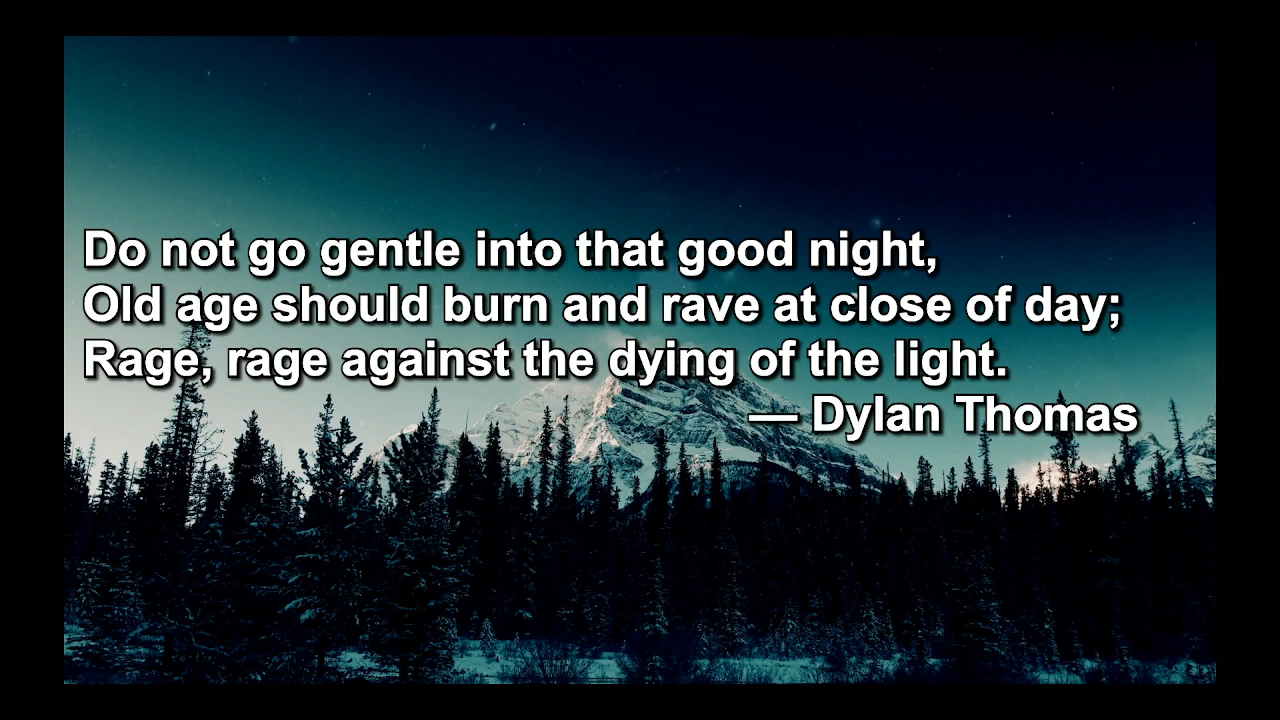 Do not go gentle into that good night,
Old age should burn and rave at close of day;
Rage, rage against the dying of the light.
— Dylan Thomas